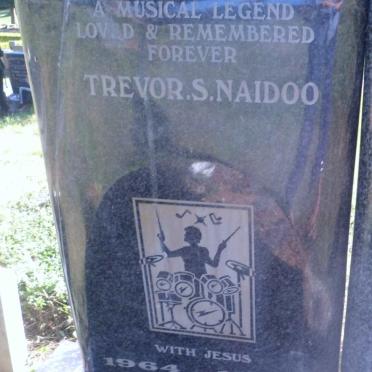 A MUSICAL LEGEND
LOVED & REMEMBERED
FOREVER
TREVOR.S.NAIDOO
WITH JESUS
1964